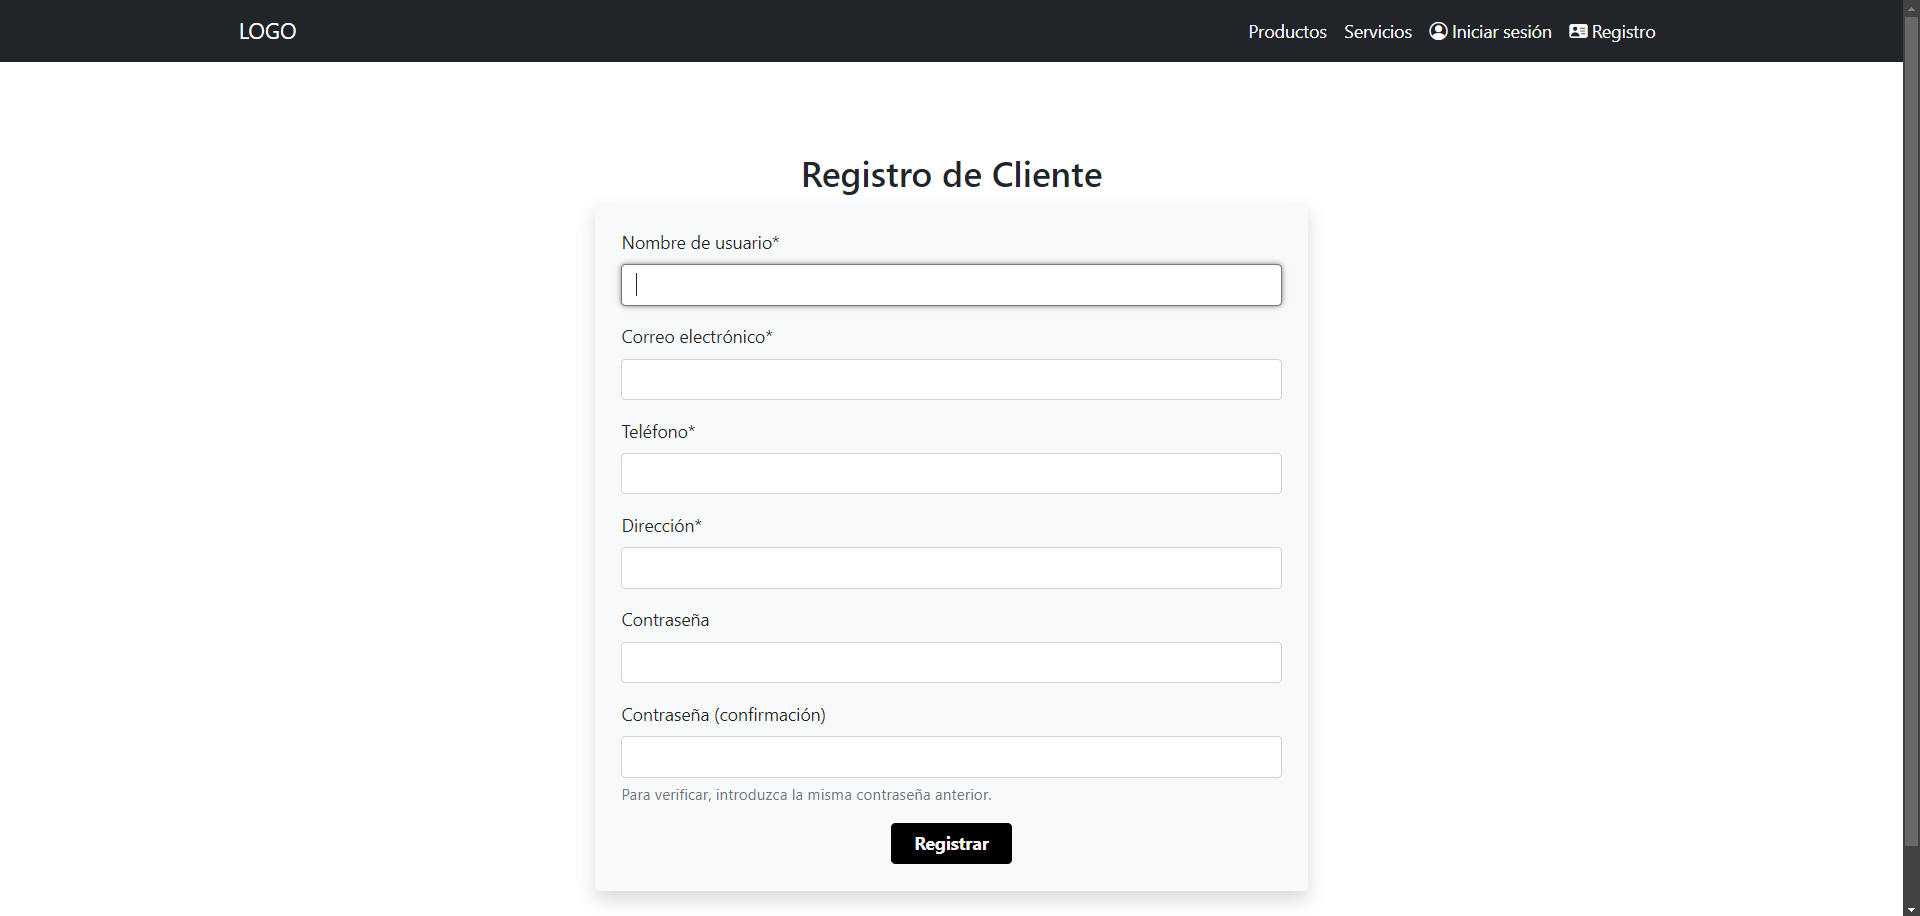 LOGO
Productos Servicios Iniciar sesión Registro
Registro de Cliente
Nombre de usuario*
Correo electrónico*
Teléfono*
Dirección*
Contraseña
Contraseña (confirmación)
Para verificar, introduzca la misma contraseña anterior.
Registrar